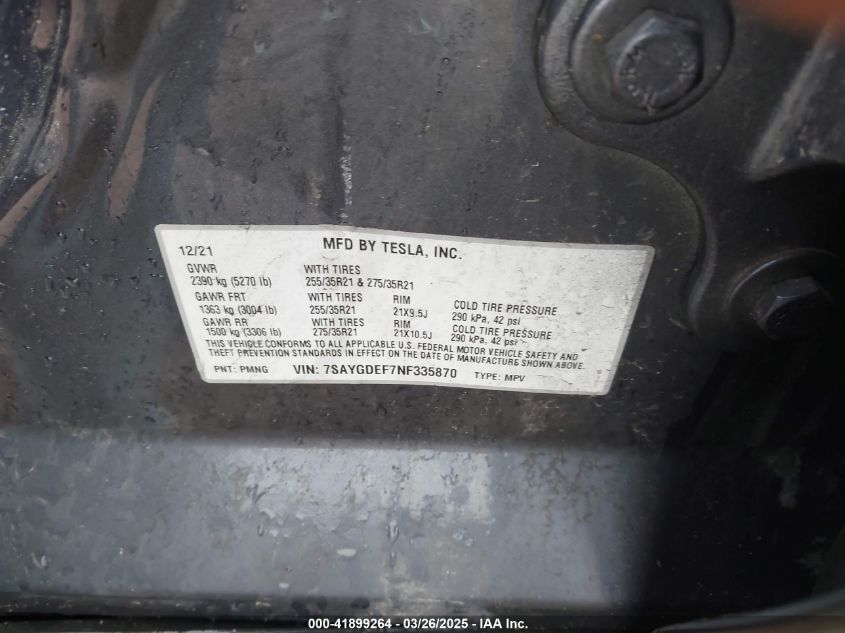 12/21 MFD BY TESLA, INC.
GVWR WITH TIRES
2390 kg (5270 lb) 255/35R21 & 275/35R21
GAWR FRT WITH TIRES RIM COLD TIRE PRESSURE
1363 kg (3004 lb) 255/35R21 21X9.5J 290 kPa, 42 psi
GAWR RR WITH TIRES RIM COLD TIRE PRESSURE
1500 kg (3306 lb) 275/35R21 21X10.5J 290 kPa, 42 psi
THIS VEHICLE CONFORMS TO ALL APPLICABLE U.S. FEDERAL MOTOR VEHICLE SAFETY AND
THEFT PREVENTION STANDARDS IN EFFECT ON THE DATE OF MANUFACTURE SHOWN ABOVE.
PNT: PMNG VIN: 7SAYGDEF7NF335870 TYPE: MPV
000-41899264 - 03/26/2025 - IAA Inc.